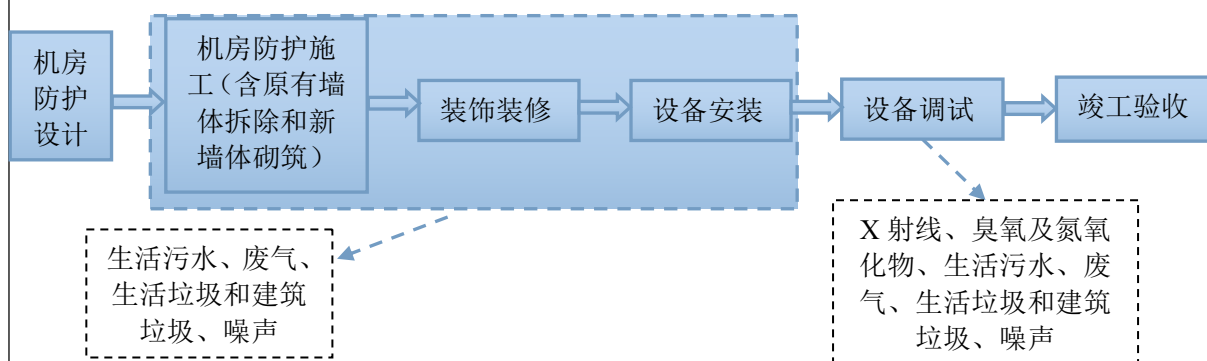 机房
防护
设计
机房防护施
工（含原有墙
体拆除和新
墙体砌筑）
装饰装修
设备安装
设备调试
竣工验收
生活污水、废气、
生活垃圾和建筑
垃圾、噪声
X 射线、臭氧及氮氧
化物、生活污水、废
气、生活垃圾和建筑
垃圾、噪声